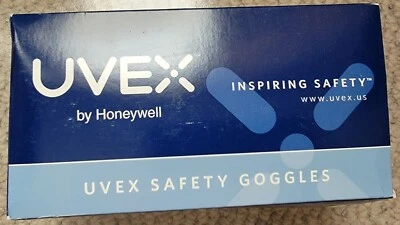 UVEX
by Honeywell
INSPIRING SAFETY™
www.uvex.us
UVEX SAFETY GOGGLES